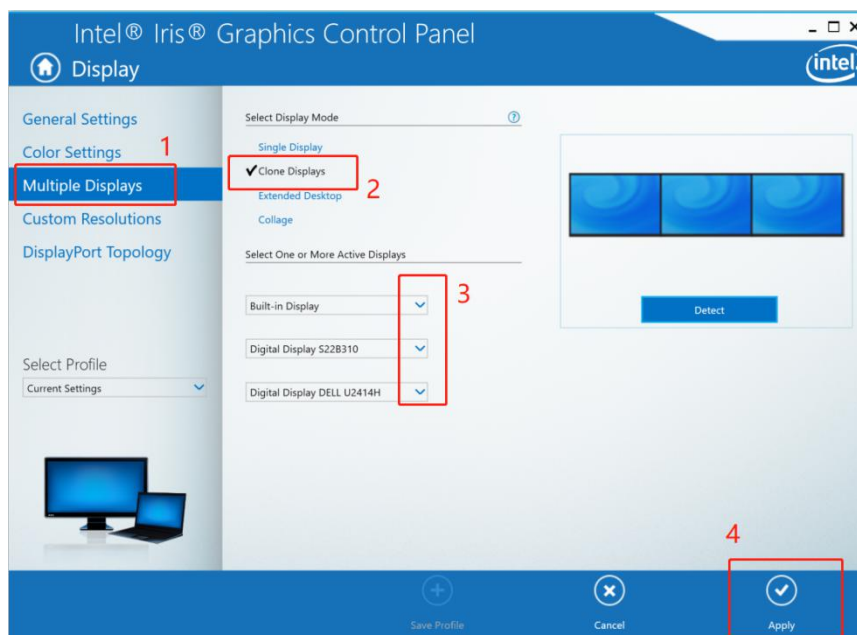 Intel® Iris® Graphics Control Panel
Display
intel
General Settings
Color Settings
1
Multiple Displays
Custom Resolutions
DisplayPort Topology
Select Profile
Current Settings
Select Display Mode
?
Single Display
Clone Displays
2
Extended Desktop
Collage
Select One or More Active Displays
Built-in Display
3
Digital Display S22B310
Digital Display DELL U2414H
Detect
4
Save Profile
Cancel
Apply